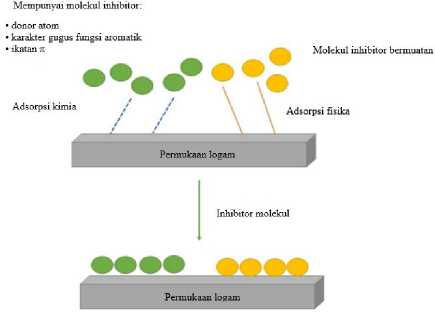 Mempunyai molekul inhibitor:
• donor atom
• karakter gugus fungsi aromatik
• ikatan π
Molekul inhibitor bermuatan
Adsorpsi kimia
Adsorpsi fisika
Permukaan logam
Inhibitor molekul
Permukaan logam